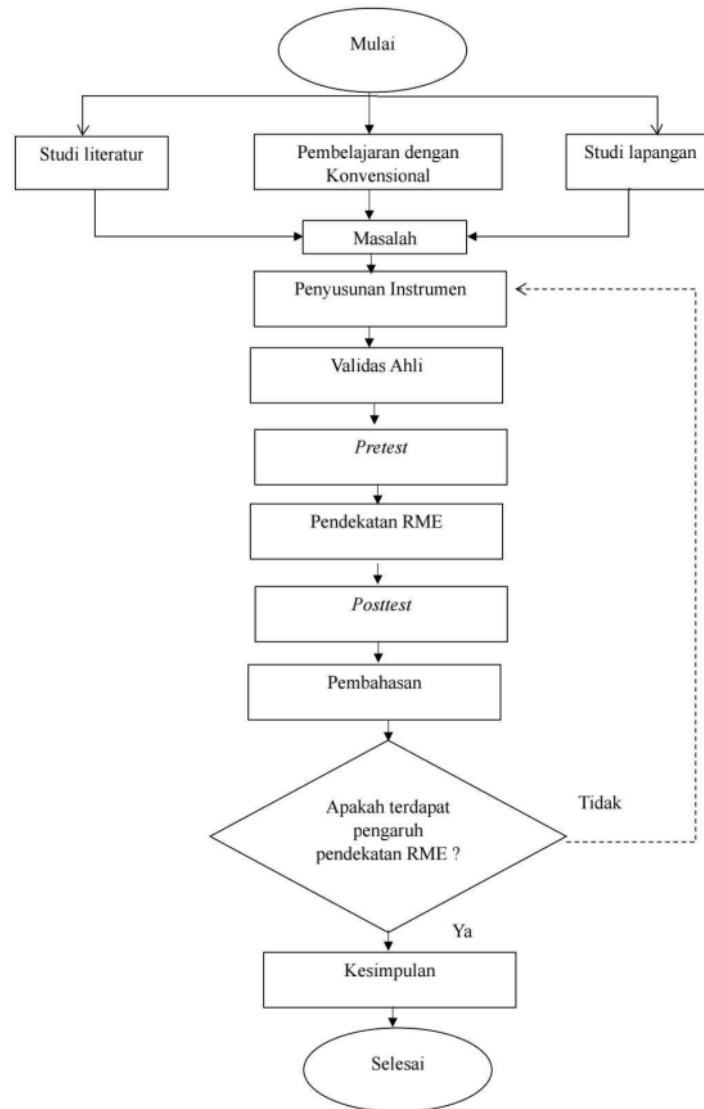 Mulai
Studi literatur
Pembelajaran dengan
Konvensional
Studi lapangan
Masalah
Penyusunan Instrumen
Validas Ahli
Pretest
Pendekatan RME
Posttest
Pembahasan
Apakah terdapat
pengaruh
pendekatan RME ?
Tidak
Ya
Kesimpulan
Selesai